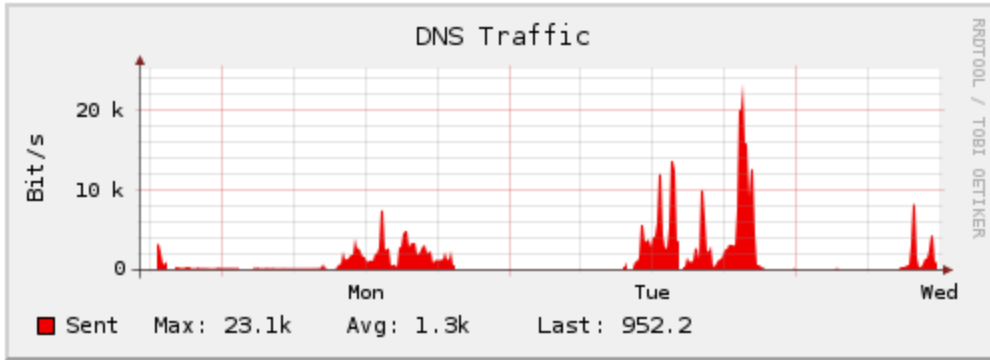 DNS Traffic
RRDTOOL / TOBI OETIKER
Bit/s
20 k
10 k
0
Mon Tue Wed
Sent Max: 23.1k Avg: 1.3k Last: 952.2